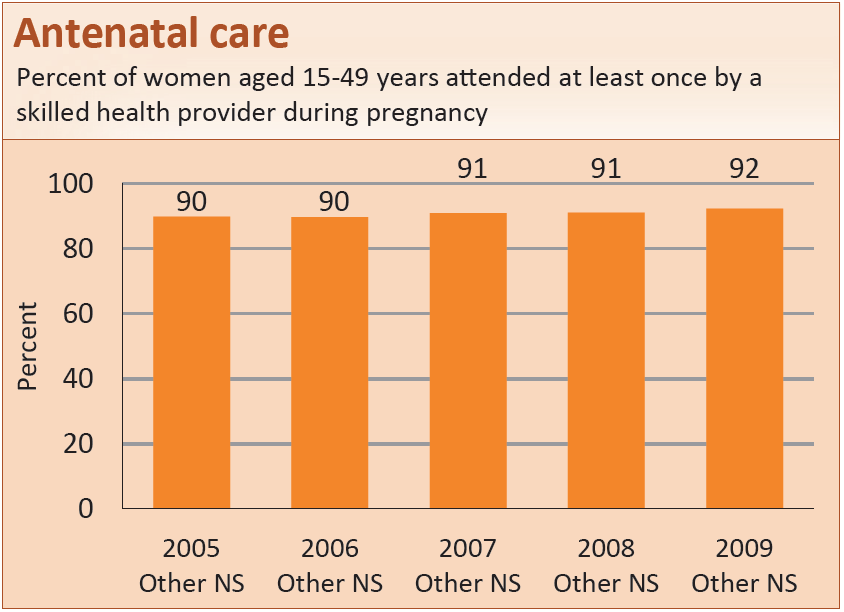 Antenatal care
Percent of women aged 15-49 years attended at least once by a
skilled health provider during pregnancy
Percent
100
80
60
40
20
0
90
90
91
91
92
2005
Other NS
2006
Other NS
2007
Other NS
2008
Other NS
2009
Other NS